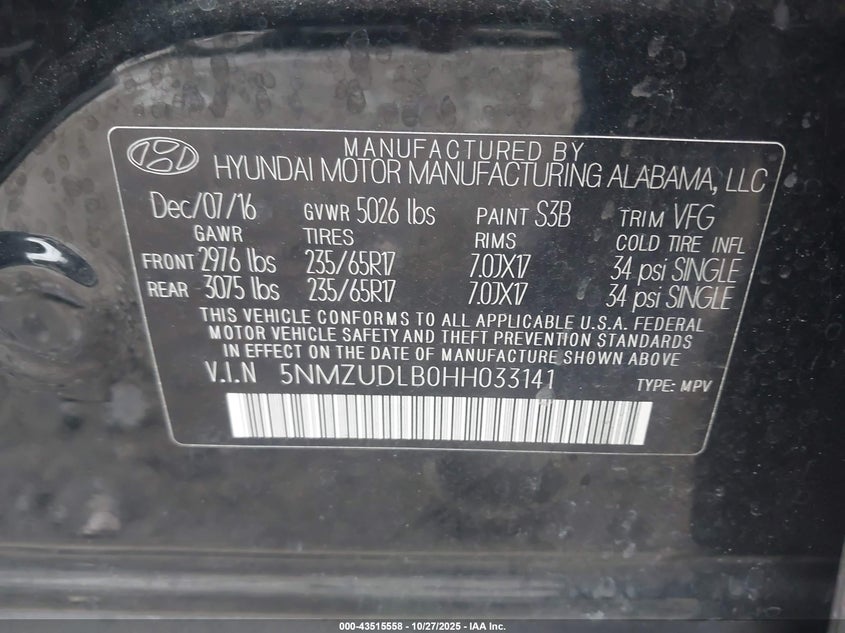 MANUFACTURED BY
HYUNDAI MOTOR MANUFACTURING ALABAMA, LLC
Dec/07/16 GVWR 5026 lbs PAINT S3B TRIM VFG
GAWR TIRES RIMS COLD TIRE INFL
FRONT 2976 lbs 235/65R17 7.0JX17 34 psi SINGLE
REAR 3075 lbs 235/65R17 7.0JX17 34 psi SINGLE
THIS VEHICLE CONFORMS TO ALL APPLICABLE U.S.A. FEDERAL
MOTOR VEHICLE SAFETY AND THEFT PREVENTION STANDARDS
IN EFFECT ON THE DATE OF MANUFACTURE SHOWN ABOVE
V.I.N 5NMZUDLB0HH033141 TYPE: MPV
000-43515558 - 10/27/2025 - IAA Inc.